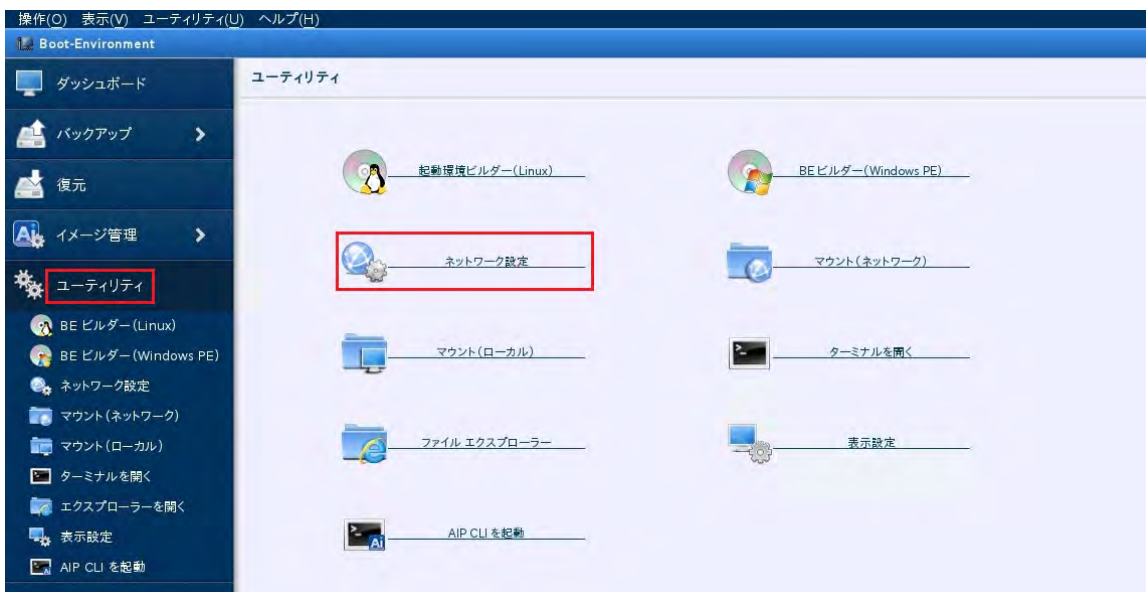 操作(O) 表示(V) ユーティリティ(U) ヘルプ(H)
Boot-Environment
ダッシュボード
バックアップ
復元
イメージ管理
ユーティリティ
BE ビルダー(Linux)
BE ビルダー(Windows PE)
ネットワーク設定
マウント(ネットワーク)
マウント(ローカル)
ターミナルを開く
エクスプローラーを開く
表示設定
AIP CLI を起動
ユーティリティ
起動環境ビルダー(Linux)
BEビルダー(Windows PE)
ネットワーク設定
マウント(ネットワーク)
マウント(ローカル)
ターミナルを開く
ファイル エクスプローラー
表示設定
AIP CLI を起動